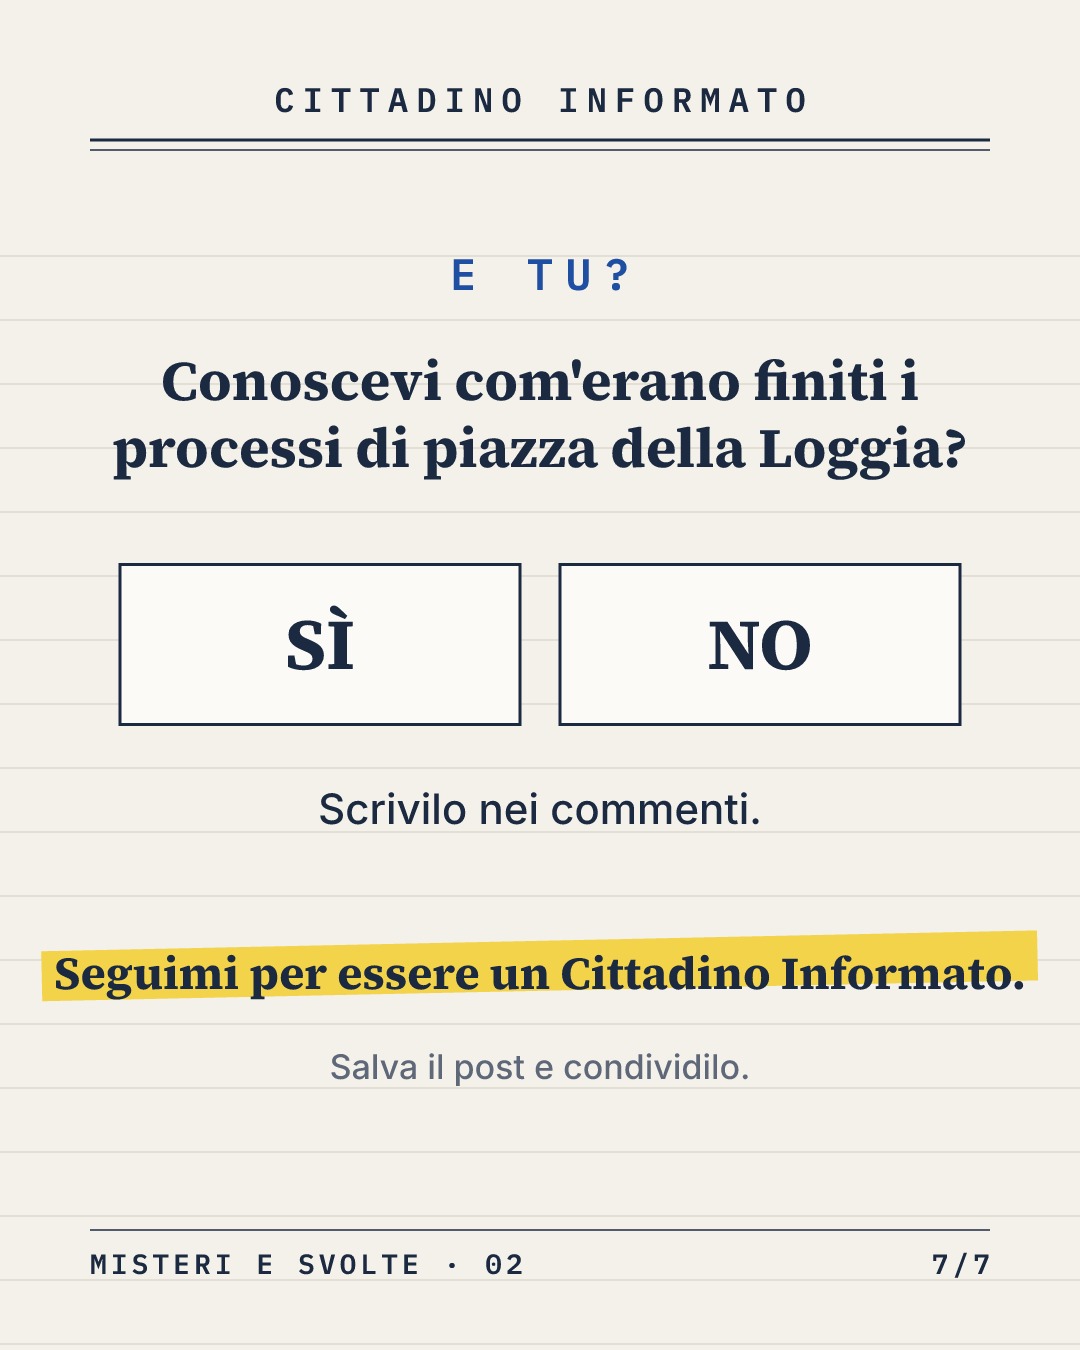 CITTADINO INFORMATO
E TU?
Conoscevi com'erano finiti i
processi di piazza della Loggia?
SÌ
NO
Scrivilo nei commenti.
Seguimi per essere un Cittadino Informato.
Salva il post e condividilo.
MISTERI E SVOLTE · 02
7/7